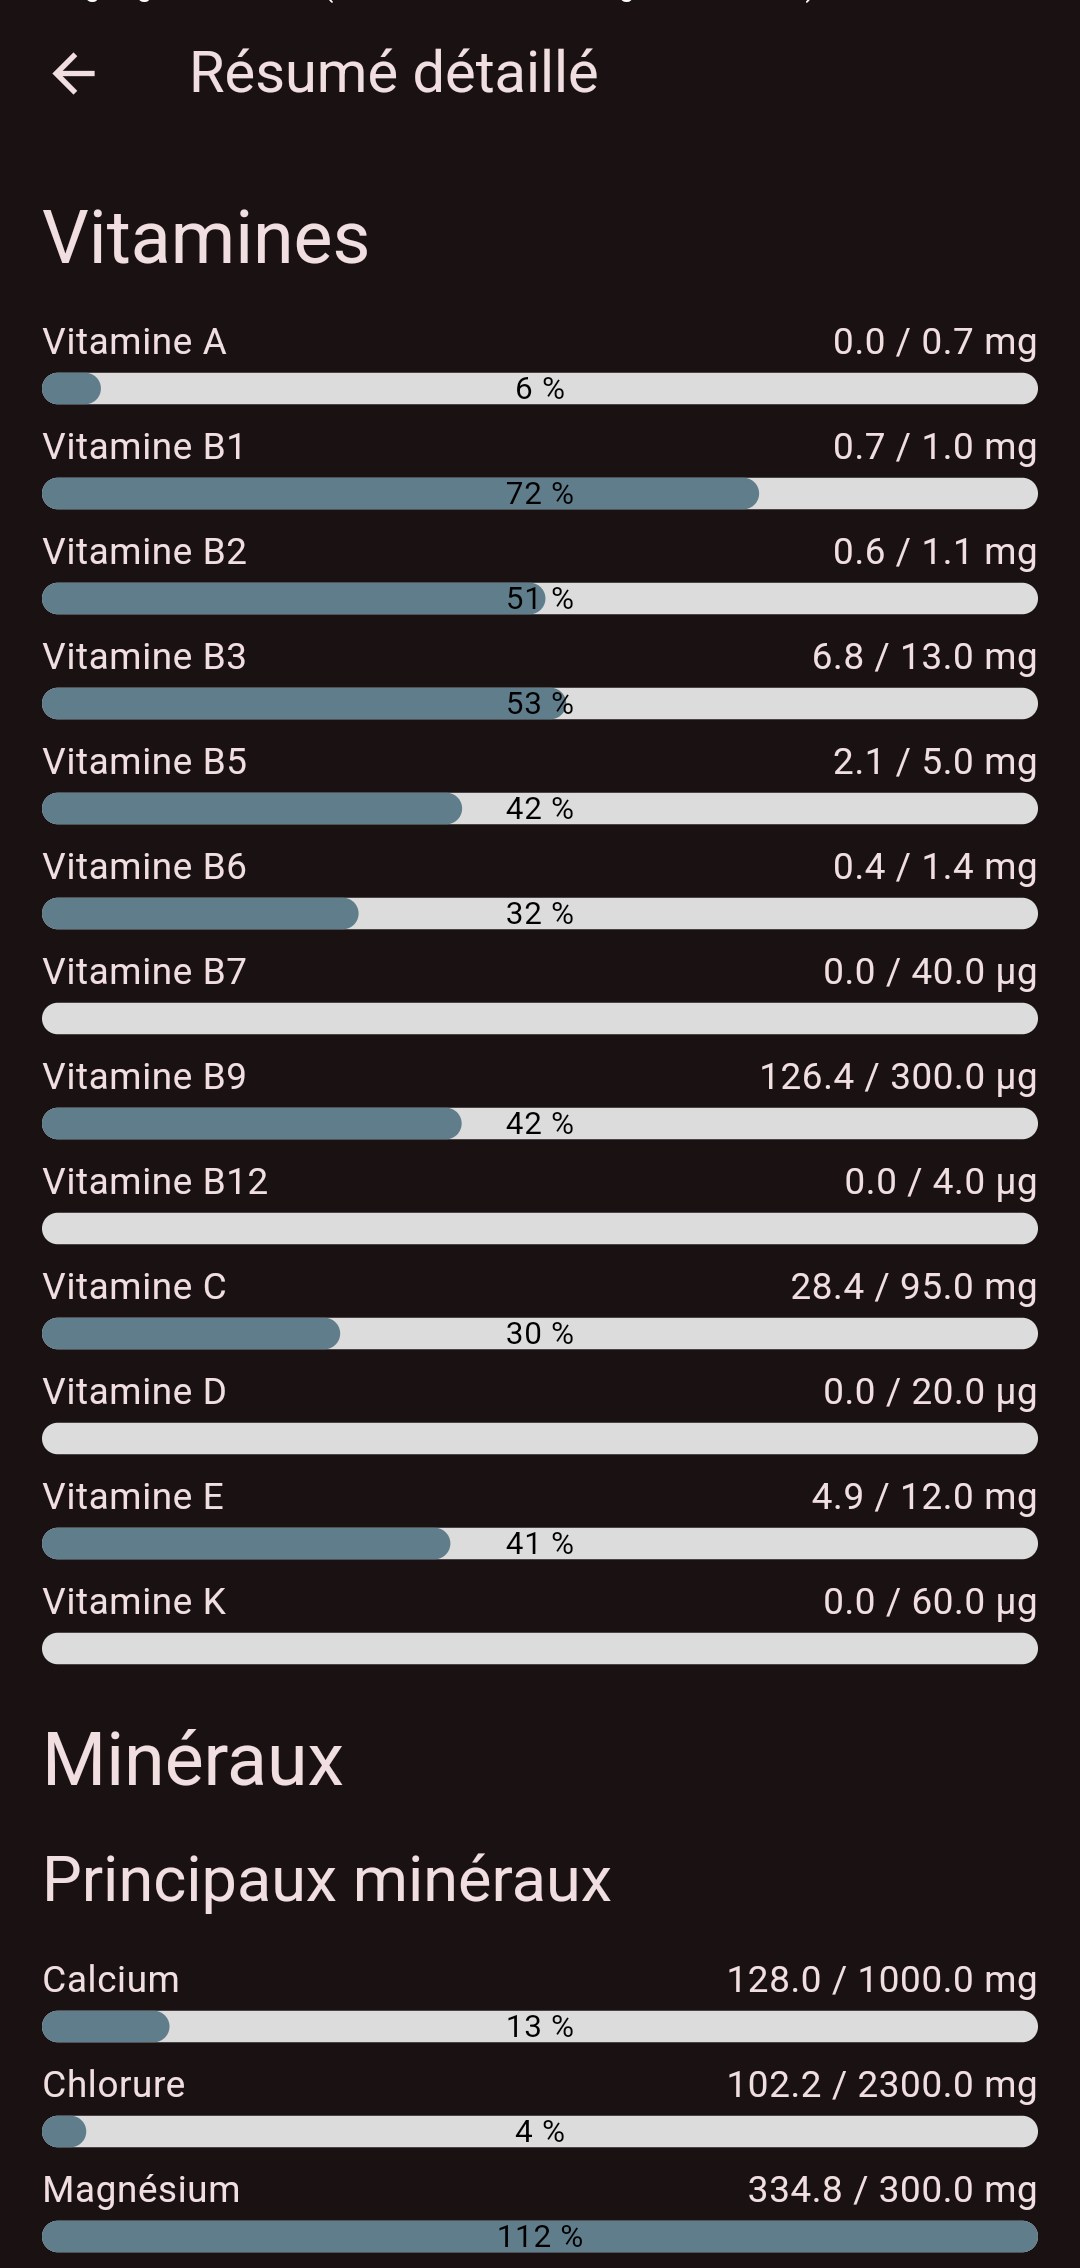 Résumé détaillé
Vitamines
Vitamine A 0.0 / 0.7 mg
6 %
Vitamine B1 0.7 / 1.0 mg
72 %
Vitamine B2 0.6 / 1.1 mg
51 %
Vitamine B3 6.8 / 13.0 mg
53 %
Vitamine B5 2.1 / 5.0 mg
42 %
Vitamine B6 0.4 / 1.4 mg
32 %
Vitamine B7 0.0 / 40.0 µg
Vitamine B9 126.4 / 300.0 µg
42 %
Vitamine B12 0.0 / 4.0 µg
Vitamine C 28.4 / 95.0 mg
30 %
Vitamine D 0.0 / 20.0 µg
Vitamine E 4.9 / 12.0 mg
41 %
Vitamine K 0.0 / 60.0 µg
Minéraux
Principaux minéraux
Calcium 128.0 / 1000.0 mg
13 %
Chlorure 102.2 / 2300.0 mg
4 %
Magnésium 334.8 / 300.0 mg
112 %